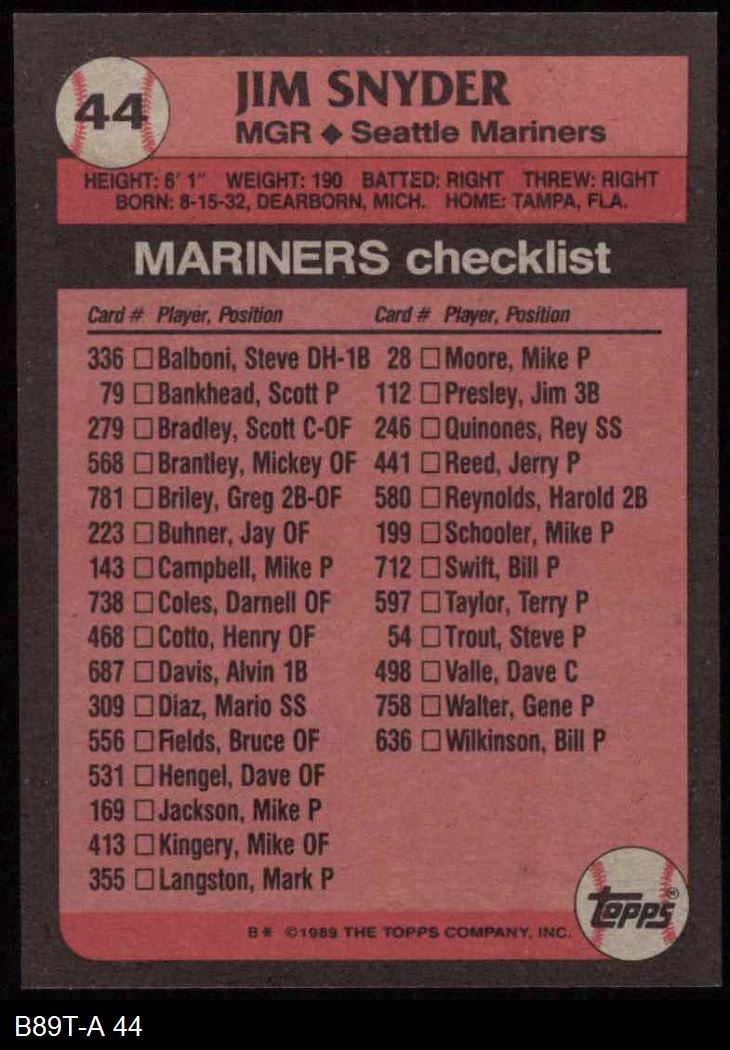 44
JIM SNYDER
MGR ◆ Seattle Mariners
HEIGHT: 6' 1" WEIGHT: 190 BATTED: RIGHT THREW: RIGHT
BORN: 8-15-32, DEARBORN, MICH. HOME: TAMPA, FLA.
MARINERS checklist
Card # Player, Position
336 □ Balboni, Steve DH-1B
79 □ Bankhead, Scott P
279 □ Bradley, Scott C-OF
568 □ Brantley, Mickey OF
781 □ Briley, Greg 2B-OF
223 □ Buhner, Jay OF
143 □ Campbell, Mike P
738 □ Coles, Darnell OF
468 □ Cotto, Henry OF
687 □ Davis, Alvin 1B
309 □ Diaz, Mario SS
556 □ Fields, Bruce OF
531 □ Hengel, Dave OF
169 □ Jackson, Mike P
413 □ Kingery, Mike OF
355 □ Langston, Mark P
Card # Player, Position
28 □ Moore, Mike P
112 □ Presley, Jim 3B
246 □ Quinones, Rey SS
441 □ Reed, Jerry P
580 □ Reynolds, Harold 2B
199 □ Schooler, Mike P
712 □ Swift, Bill P
597 □ Taylor, Terry P
54 □ Trout, Steve P
498 □ Valle, Dave C
758 □ Walter, Gene P
636 □ Wilkinson, Bill P
Topps®
B* ©1989 THE TOPPS COMPANY, INC.
B89T-A 44